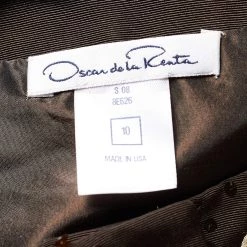 Oscar de la Renta
S 08
8E626
10
MADE IN USA